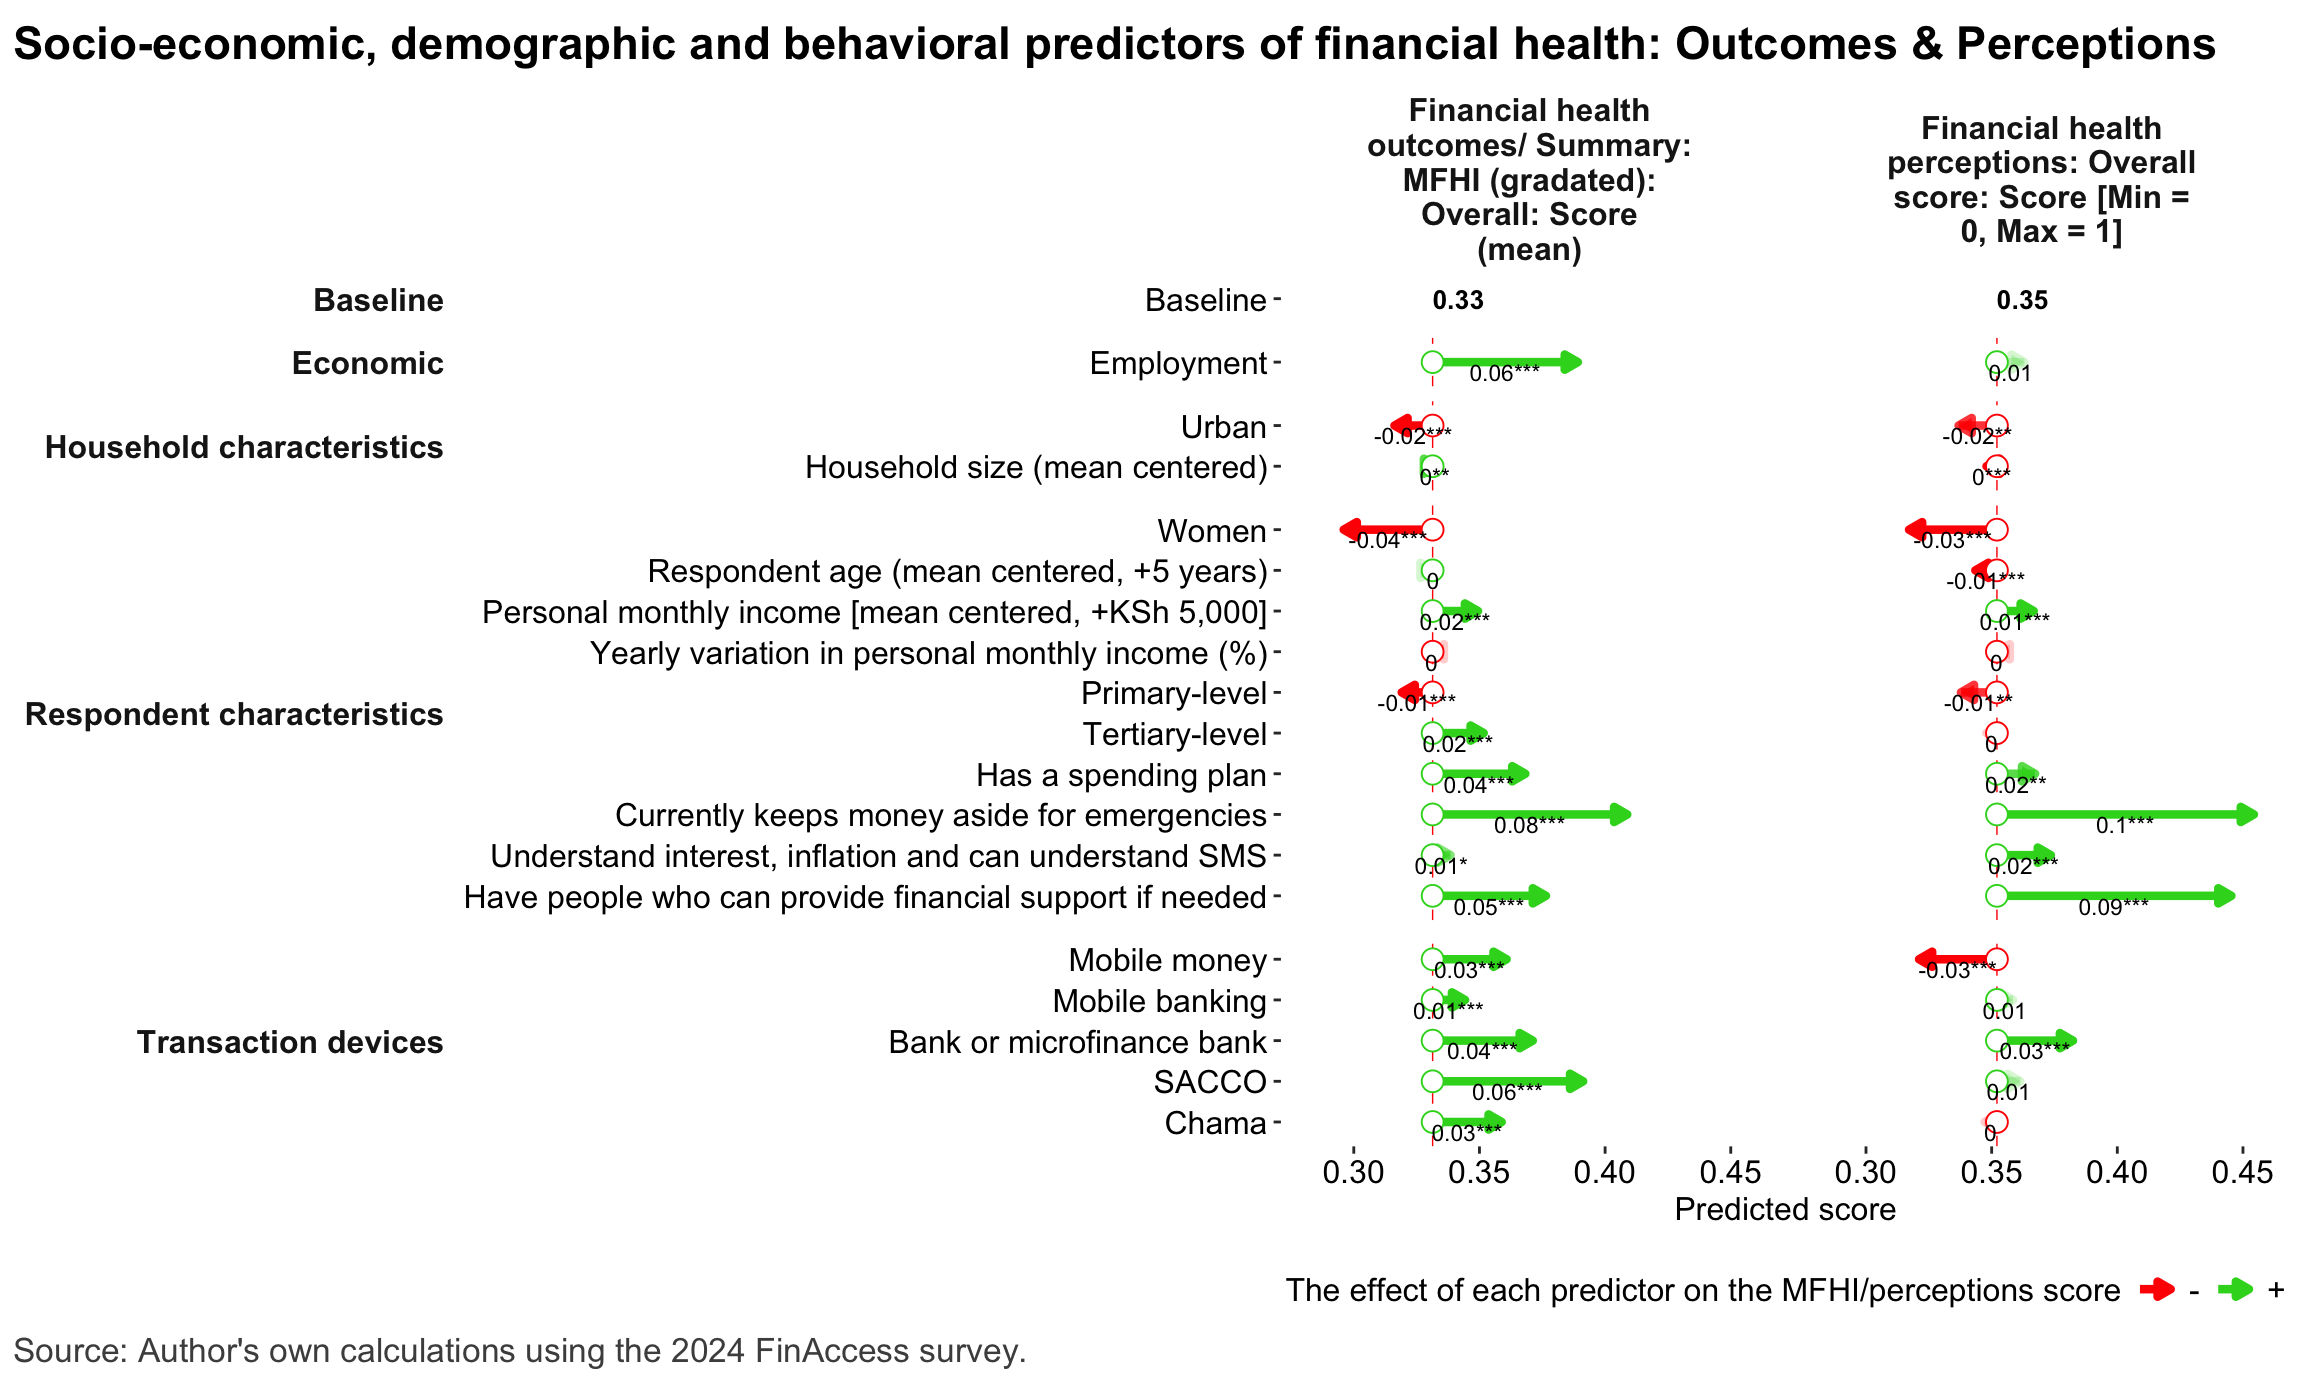 Socio-economic, demographic and behavioral predictors of financial health: Outcomes & Perceptions
Financial health
outcomes/ Summary:
MFHI (gradated):
Overall: Score
(mean)
Financial health
perceptions: Overall
score: Score [Min =
0, Max = 1]
Baseline
Baseline
0.33
0.35
Economic
Employment
0.06***
0.01
Household characteristics
Urban
-0.02***
-0.02**
Household size (mean centered)
0**
0***
Respondent characteristics
Women
-0.04***
-0.03***
Respondent age (mean centered, +5 years)
0
-0.01***
Personal monthly income [mean centered, +KSh 5,000]
0.02***
0.01***
Yearly variation in personal monthly income (%)
0
0
Primary-level
-0.01***
-0.01**
Tertiary-level
0.02***
0
Has a spending plan
0.04***
0.02**
Currently keeps money aside for emergencies
0.08***
0.1***
Understand interest, inflation and can understand SMS
0.01*
0.02***
Have people who can provide financial support if needed
0.05***
0.09***
Transaction devices
Mobile money
0.03***
-0.03***
Mobile banking
0.01***
0.01
Bank or microfinance bank
0.04***
0.03***
SACCO
0.06***
0.01
Chama
0.03***
0
0.30 0.35 0.40 0.45 0.30 0.35 0.40 0.45
Predicted score
The effect of each predictor on the MFHI/perceptions score - +
Source: Author's own calculations using the 2024 FinAccess survey.